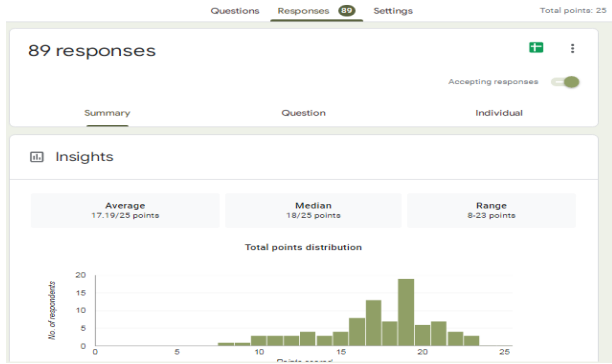 Questions Responses 89 Settings Total points: 25
89 responses
Accepting responses
Summary Question Individual
Insights
Average Median Range
17.19/25 points 18/25 points 8-23 points
Total points distribution
No. of respondents
20
15
10
5
0
0 5 10 15 20 25
Points scored